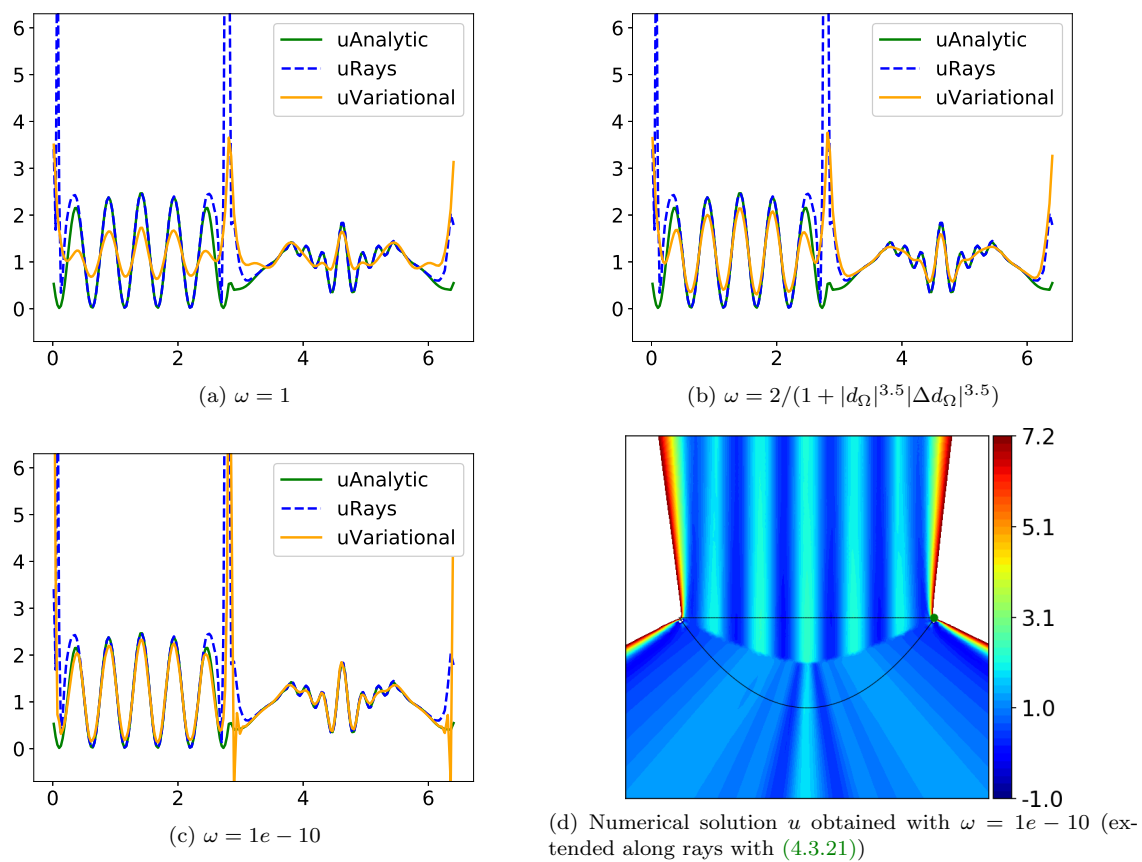 6
5
4
3
2
1
0
uAnalytic
uRays
uVariational
0 2 4 6
(a) ω = 1
6
5
4
3
2
1
0
uAnalytic
uRays
uVariational
0 2 4 6
(b) ω = 2/(1 + |d_Ω|^{3.5}|Δd_Ω|^{3.5})
6
5
4
3
2
1
0
uAnalytic
uRays
uVariational
0 2 4 6
(c) ω = 1e − 10
7.2
5.1
3.1
1.0
-1.0
(d) Numerical solution u obtained with ω = 1e − 10 (ex-
tended along rays with (4.3.21))